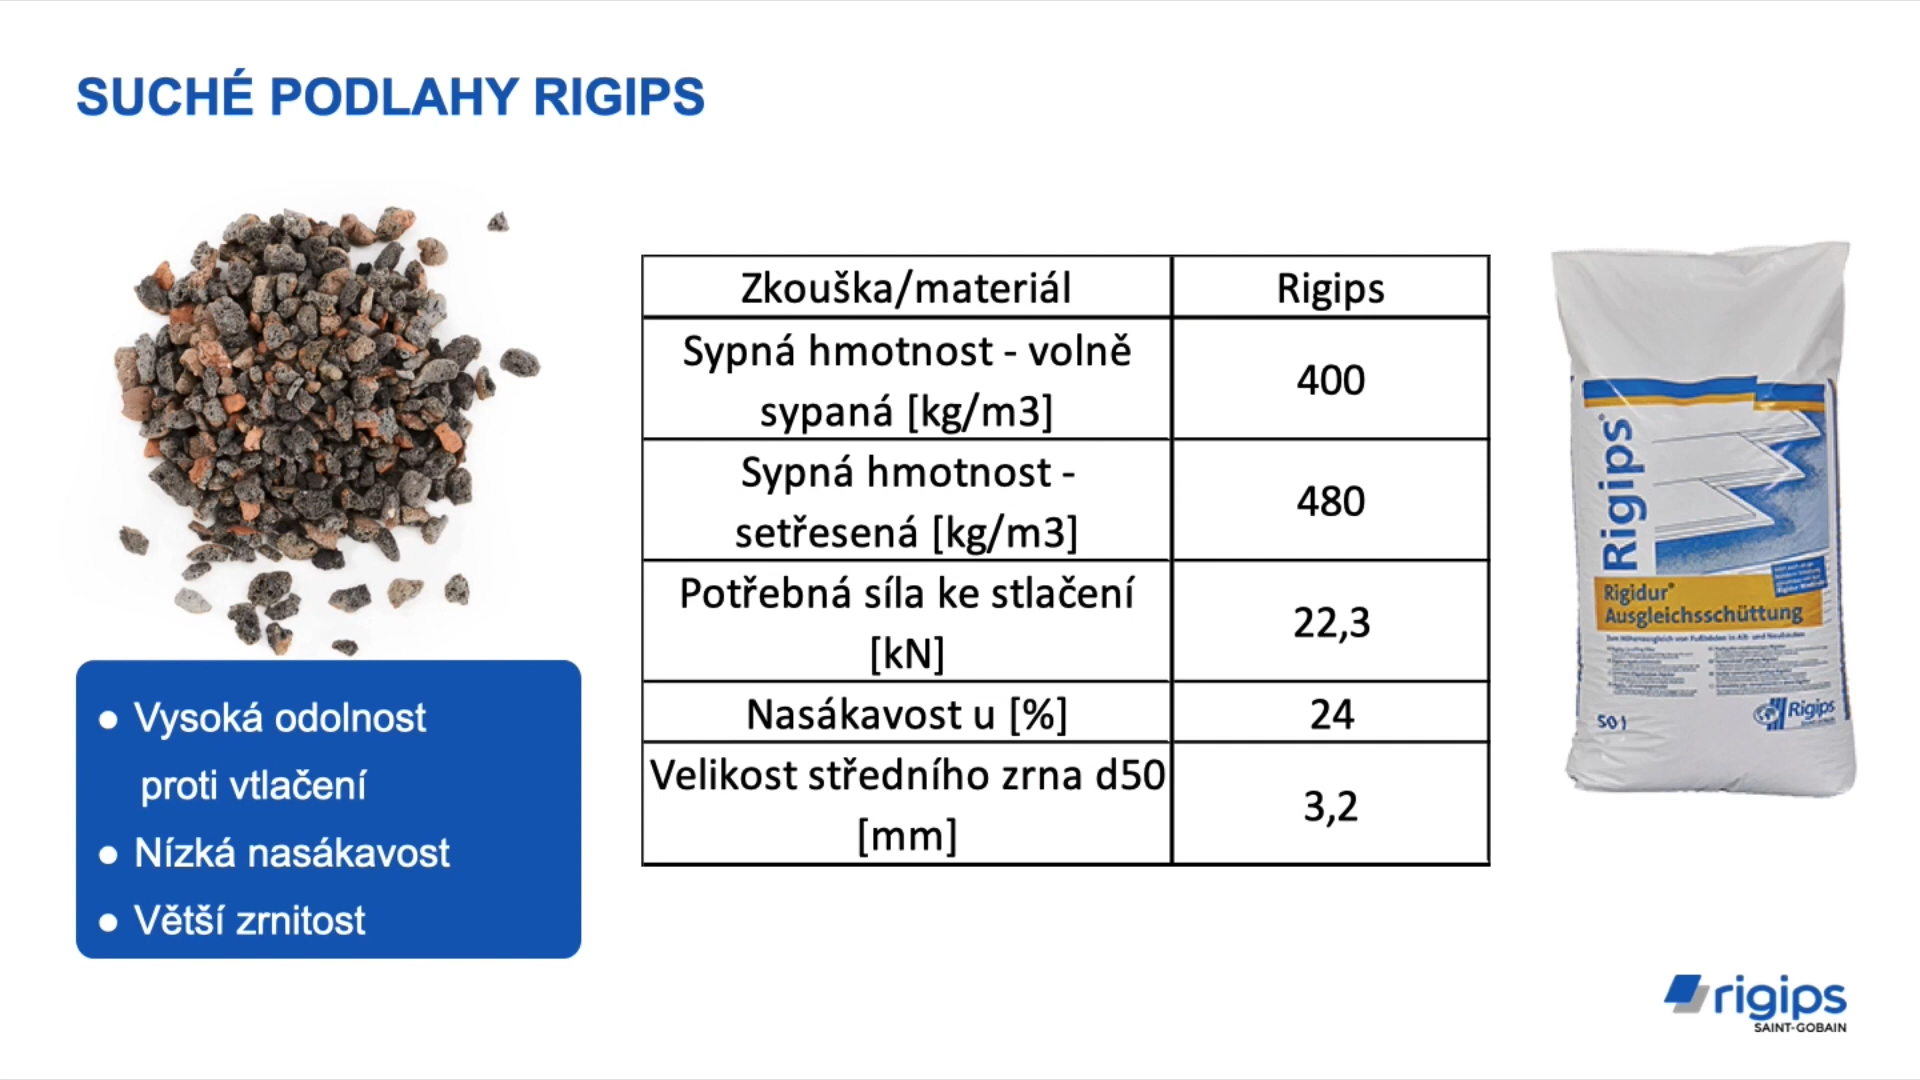 SUCHÉ PODLAHY RIGIPS
Zkouška/materiál
Rigips
Sypná hmotnost - volně
sypaná [kg/m3]
400
Sypná hmotnost -
setřesená [kg/m3]
480
Potřebná síla ke stlačení
[kN]
22,3
Nasákavost u [%]
24
Velikost středního zrna d50
[mm]
3,2
● Vysoká odolnost
proti vtlačení
● Nízká nasákavost
● Větší zrnitost
Rigips®
Rigidur®
Ausgleichsschüttung
50 l
Rigips
rigips
SAINT-GOBAIN